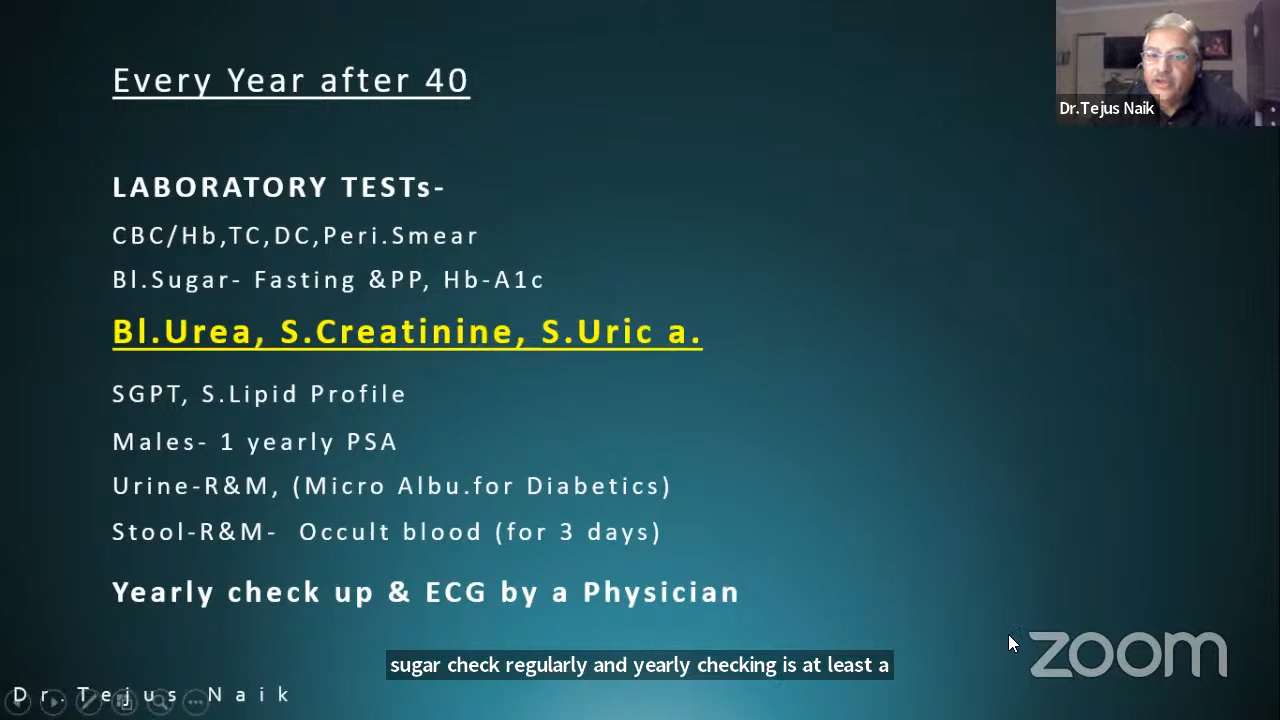 Every Year after 40
Dr.Tejus Naik
LABORATORY TESTs-
CBC/Hb,TC,DC,Peri.Smear
Bl.Sugar- Fasting &PP, Hb-A1c
Bl.Urea, S.Creatinine, S.Uric a.
SGPT, S.Lipid Profile
Males- 1 yearly PSA
Urine-R&M, (Micro Albu.for Diabetics)
Stool-R&M- Occult blood (for 3 days)
Yearly check up & ECG by a Physician
sugar check regularly and yearly checking is at least a
zoom
Dr. Tejus Naik